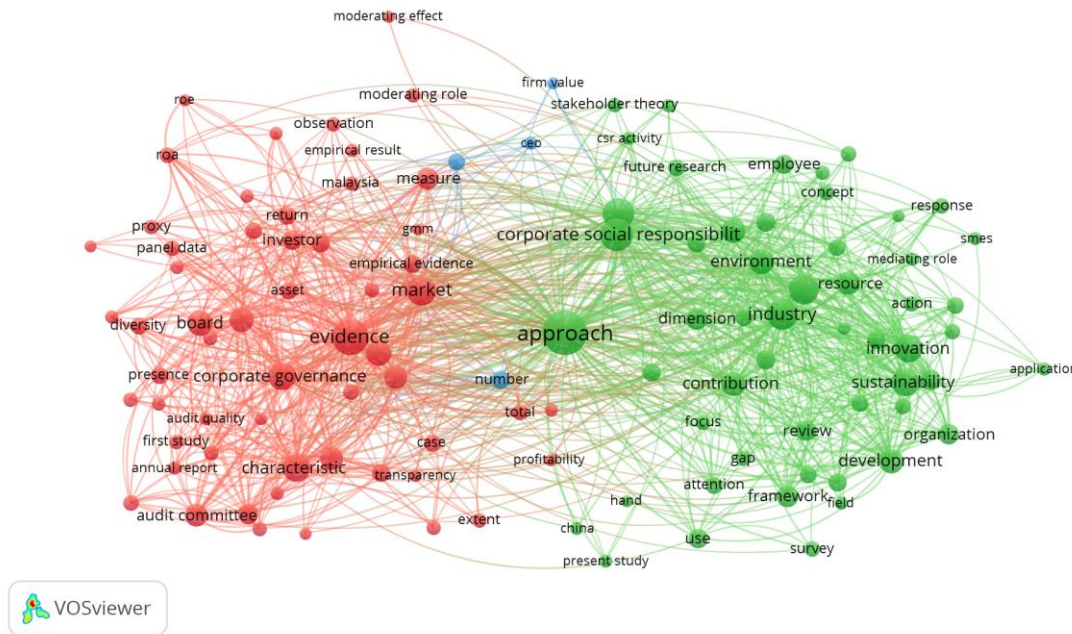 moderating effect
firm value
roe
moderating role
stakeholder theory
observation
csr activity
ceo
empirical result
roa
future research
employee
malaysia
measure
concept
return
response
proxy
gmm
corporate social responsibilit
investor
smes
panel data
empirical evidence
environment
mediating role
asset
market
resource
action
board
dimension
industry
diversity
evidence
approach
innovation
presence
corporate governance
number
contribution
sustainability
application
audit quality
total
focus
review
organization
first study
case
annual report
characteristic
transparency
profitability
gap
development
attention
framework
field
audit committee
extent
hand
china
use
survey
present study
VOSviewer